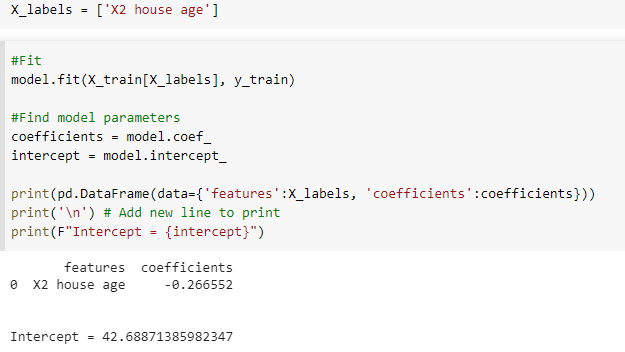 X_labels = ['X2 house age']
#Fit
model.fit(X_train[X_labels], y_train)
#Find model parameters
coefficients = model.coef_
intercept = model.intercept_
print(pd.DataFrame(data={'features':X_labels, 'coefficients':coefficients}))
print('\n') # Add new line to print
print(F"Intercept = {intercept}")
features coefficients
0 X2 house age -0.266552
Intercept = 42.68871385982347